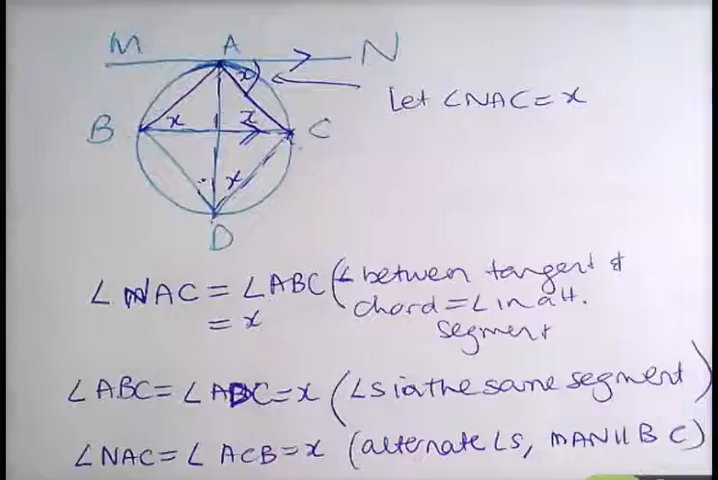 M A N
x
Let ∠NAC = x
B x x C
x
D
∠NAC = ∠ABC (∠ between tangent &
= x chord = ∠ in alt.
segment
∠ABC = ∠ADC = x (∠s in the same segment)
∠NAC = ∠ACB = x (alternate ∠s, MAN || BC)